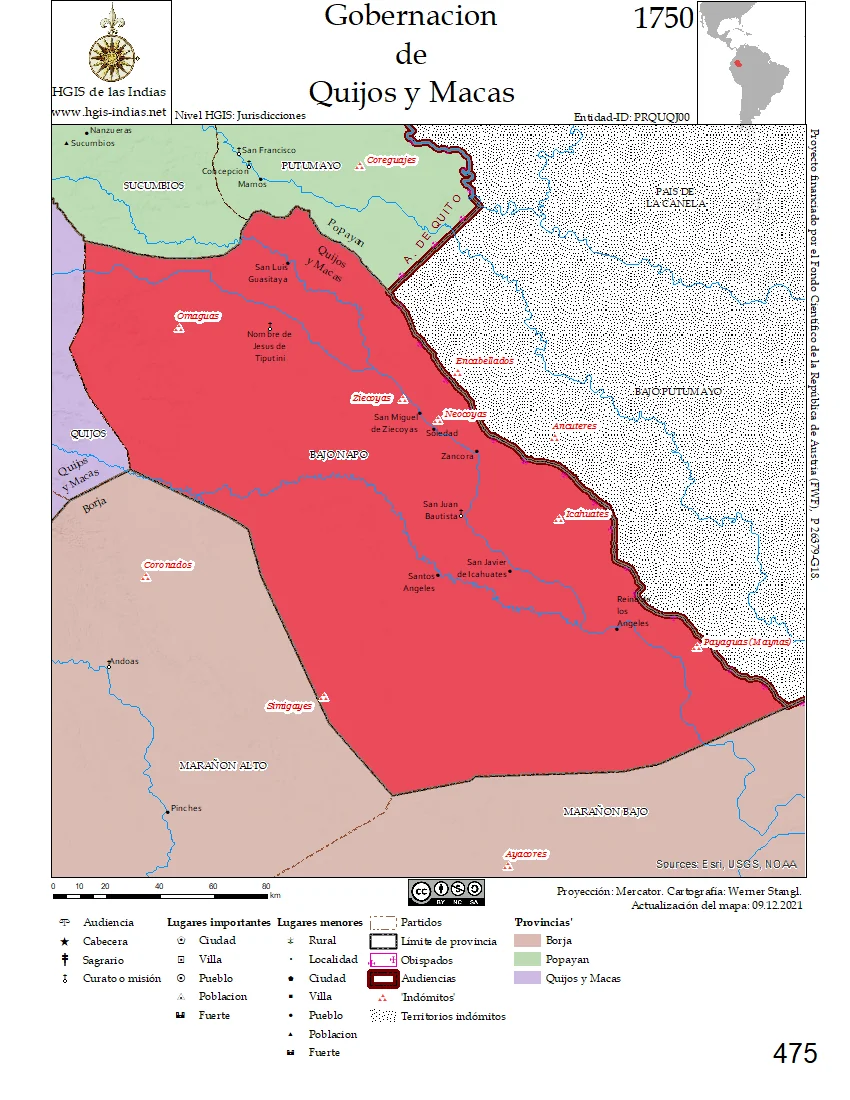 Gobernacion
de
Quijos y Macas
1750
HGIS de las Indias
www.hgis-indias.net
Nivel HGIS: Jurisdicciones
Entidad-ID: PRQUQJ00
Nanzueras
Sucumbios
SUCUMBIOS
San Francisco
Concepcion
Mamos
PUTUMAYO
Coreguajes
PAIS DE
LA CANELA
A. DE QUITO
PoPayan
Quijos
y Macas
San Luis
Guasitaya
Omaguas
Nombre de
Jesus de
Tiputini
Encabellados
BAJO PUTUMAYO
Ziecoyas
San Miguel
de Ziecoyas
Neocoyas
Soledad
Ancuteres
QUIJOS
Quijos
y Macas
Borja
BAJO NAPO
Zancora
San Juan
Bautista
Icahuates
Coronados
San Javier
de Icahuates
Santos
Angeles
Reina de
los
Angeles
Payaguas (Maynas)
Andoas
Simigayes
MARAÑON ALTO
Pinches
MARAÑON BAJO
Ayacores
Sources: Esri, USGS, NOAA
Proyecto financiado por el Fondo Científico de la República de Austria (FWF), P 26379-G18
0 10 20 40 60 80
km
CC BY NC SA
Proyección: Mercator. Cartografía: Werner Stangl.
Actualización del mapa: 09.12.2021
Audiencia
Cabecera
Sagrario
Curato o misión
Lugares importantes
Ciudad
Villa
Pueblo
Poblacion
Fuerte
Lugares menores
Rural
Localidad
Ciudad
Villa
Pueblo
Poblacion
Fuerte
Partidos
Límite de provincia
Obispados
Audiencias
'Indómitos'
Territorios indómitos
'Provincias'
Borja
Popayan
Quijos y Macas
475